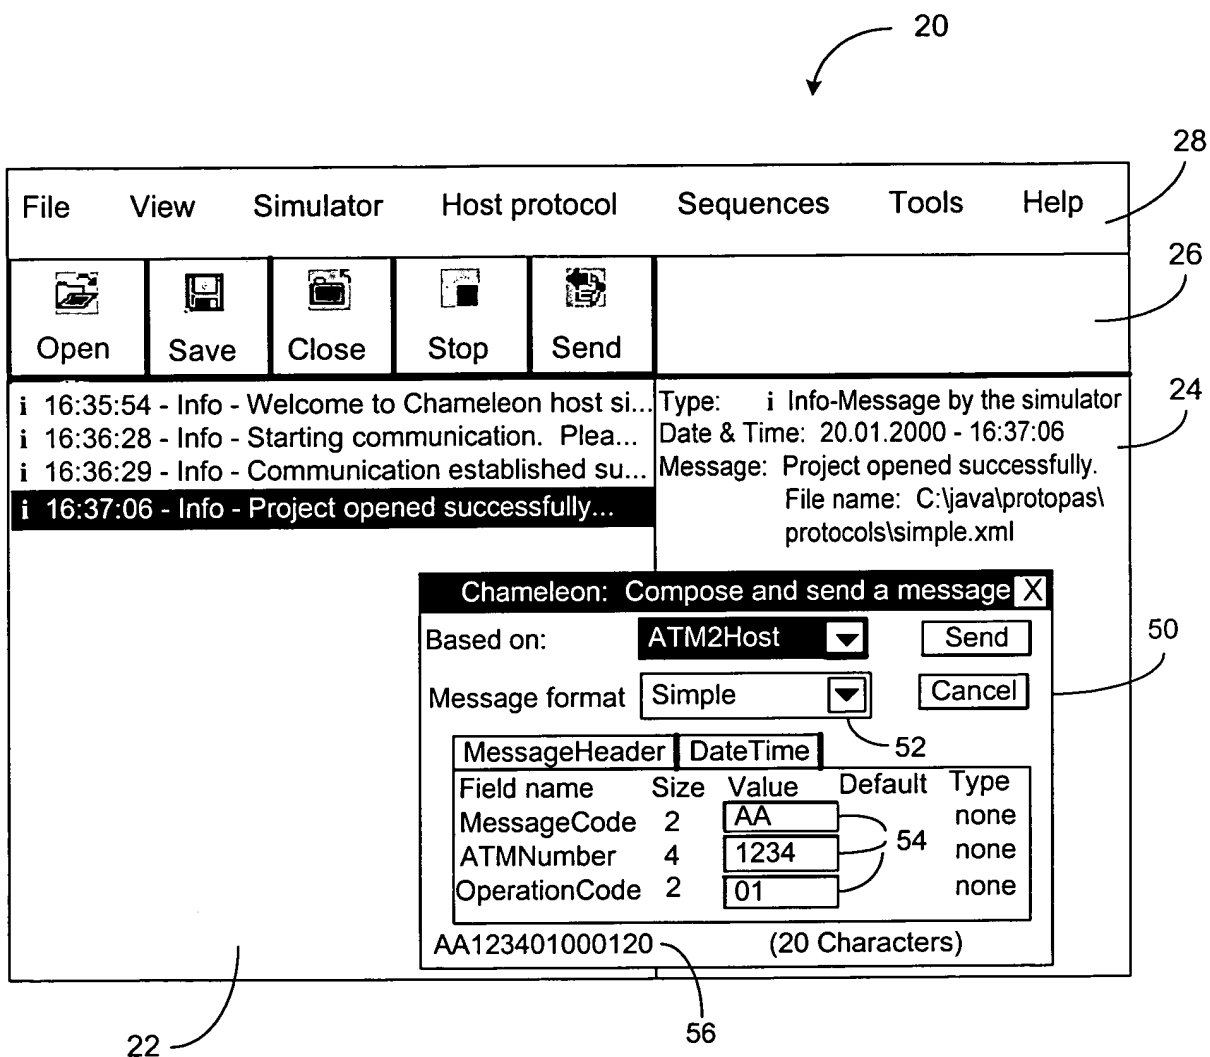 20
28
File View Simulator Host protocol Sequences Tools Help
26
Open Save Close Stop Send
24
i 16:35:54 - Info - Welcome to Chameleon host si...
i 16:36:28 - Info - Starting communication. Plea...
i 16:36:29 - Info - Communication established su...
i 16:37:06 - Info - Project opened successfully...
Type: i Info-Message by the simulator
Date & Time: 20.01.2000 - 16:37:06
Message: Project opened successfully.
File name: C:\java\protopas\
protocols\simple.xml
Chameleon: Compose and send a message X
Based on: ATM2Host Send
50
Message format Simple Cancel
52
MessageHeader DateTime
Field name Size Value Default Type
MessageCode 2 AA none
ATMNumber 4 1234 54 none
OperationCode 2 01 none
AA123401000120 (20 Characters)
56
22